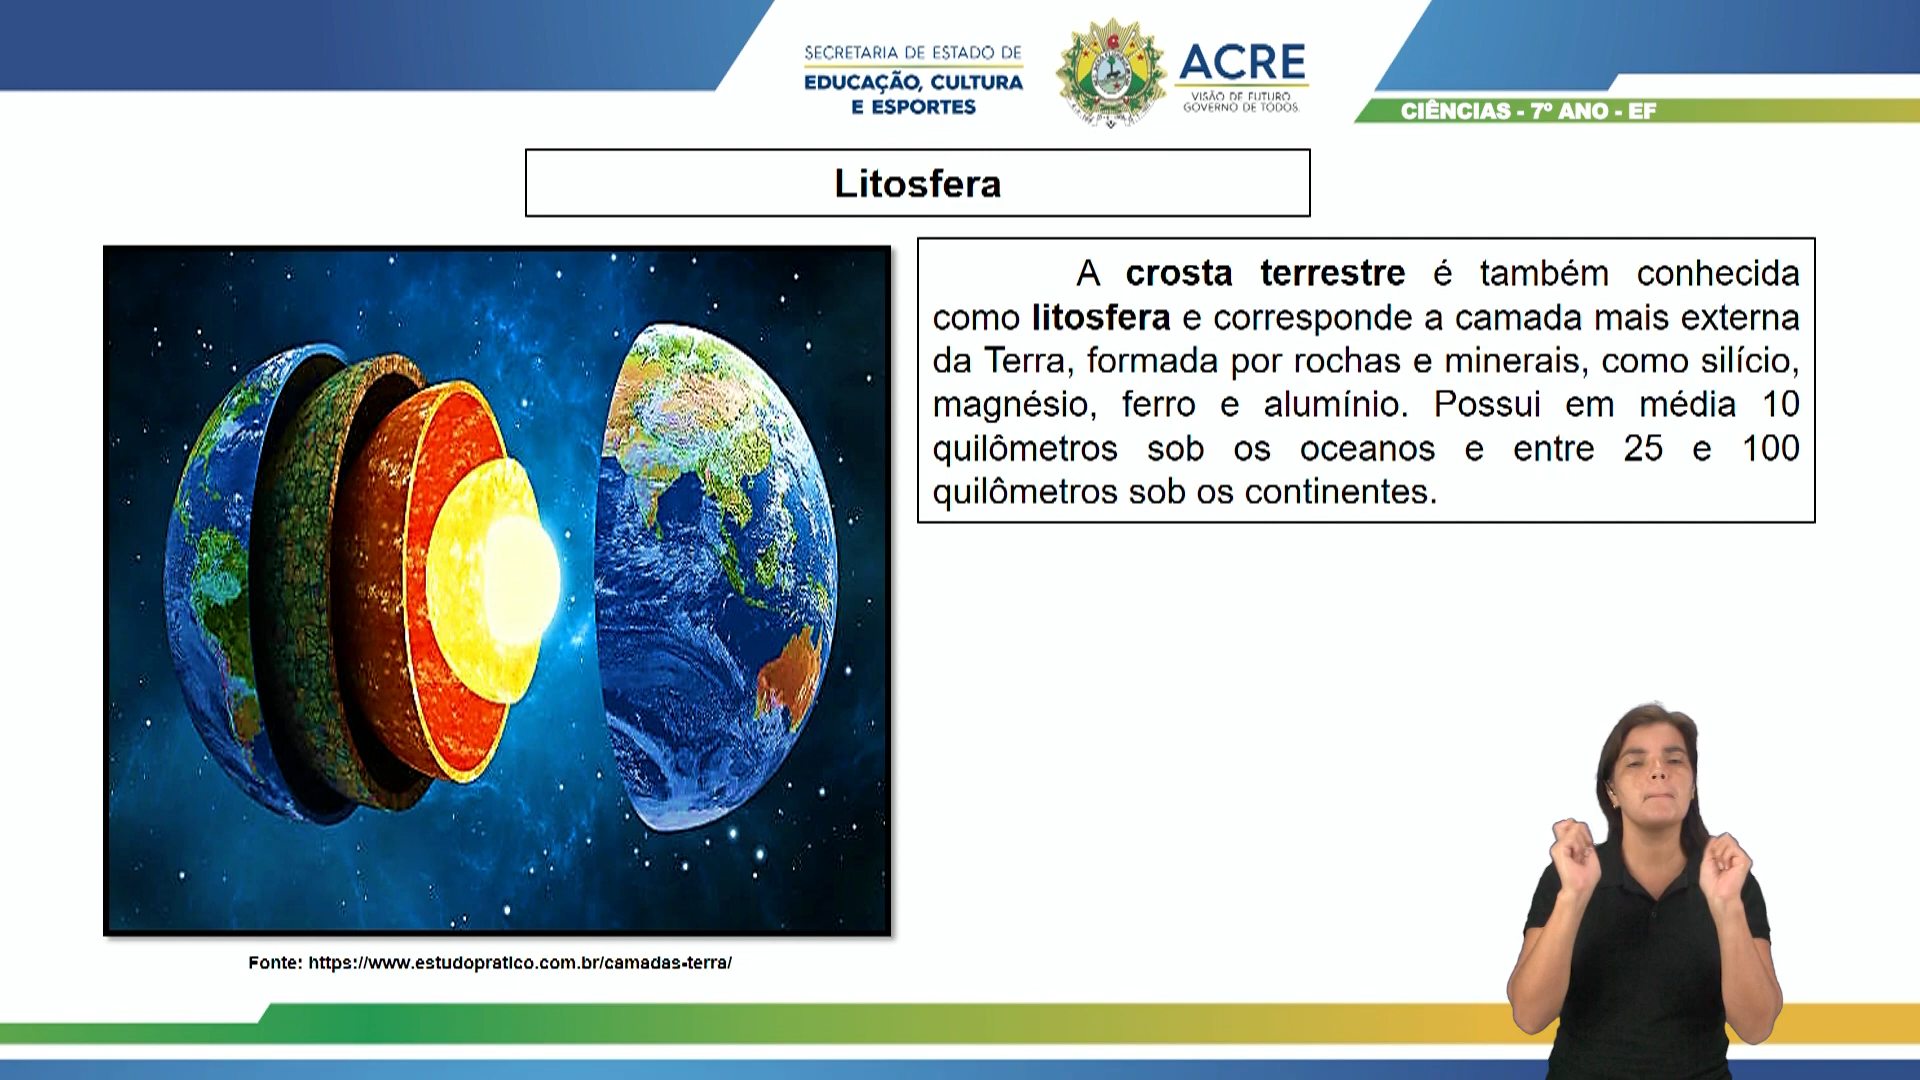 SECRETARIA DE ESTADO DE
EDUCAÇÃO, CULTURA
E ESPORTES
ACRE
VISÃO DE FUTURO
GOVERNO DE TODOS.
CIÊNCIAS - 7º ANO - EF
Litosfera
A crosta terrestre é também conhecida
como litosfera e corresponde a camada mais externa
da Terra, formada por rochas e minerais, como silício,
magnésio, ferro e alumínio. Possui em média 10
quilômetros sob os oceanos e entre 25 e 100
quilômetros sob os continentes.
Fonte: https://www.estudopratico.com.br/camadas-terra/